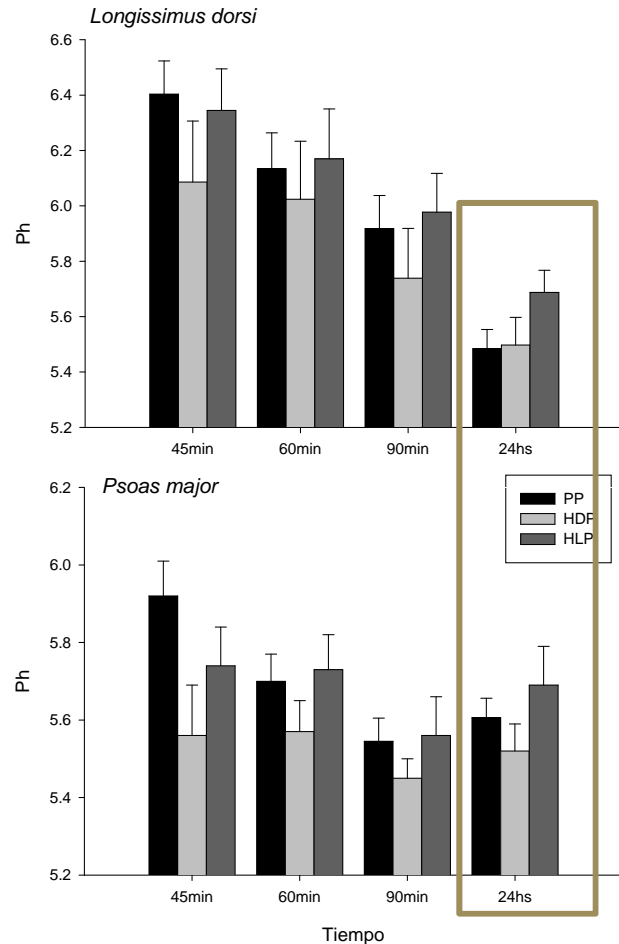 Longissimus dorsi
6.6
6.4
6.2
6.0
5.8
5.6
5.4
5.2
Ph
45min 60min 90min 24hs
PP
HDP
HLP
Psoas major
6.2
6.0
5.8
5.6
5.4
5.2
Ph
45min 60min 90min 24hs
Tiempo